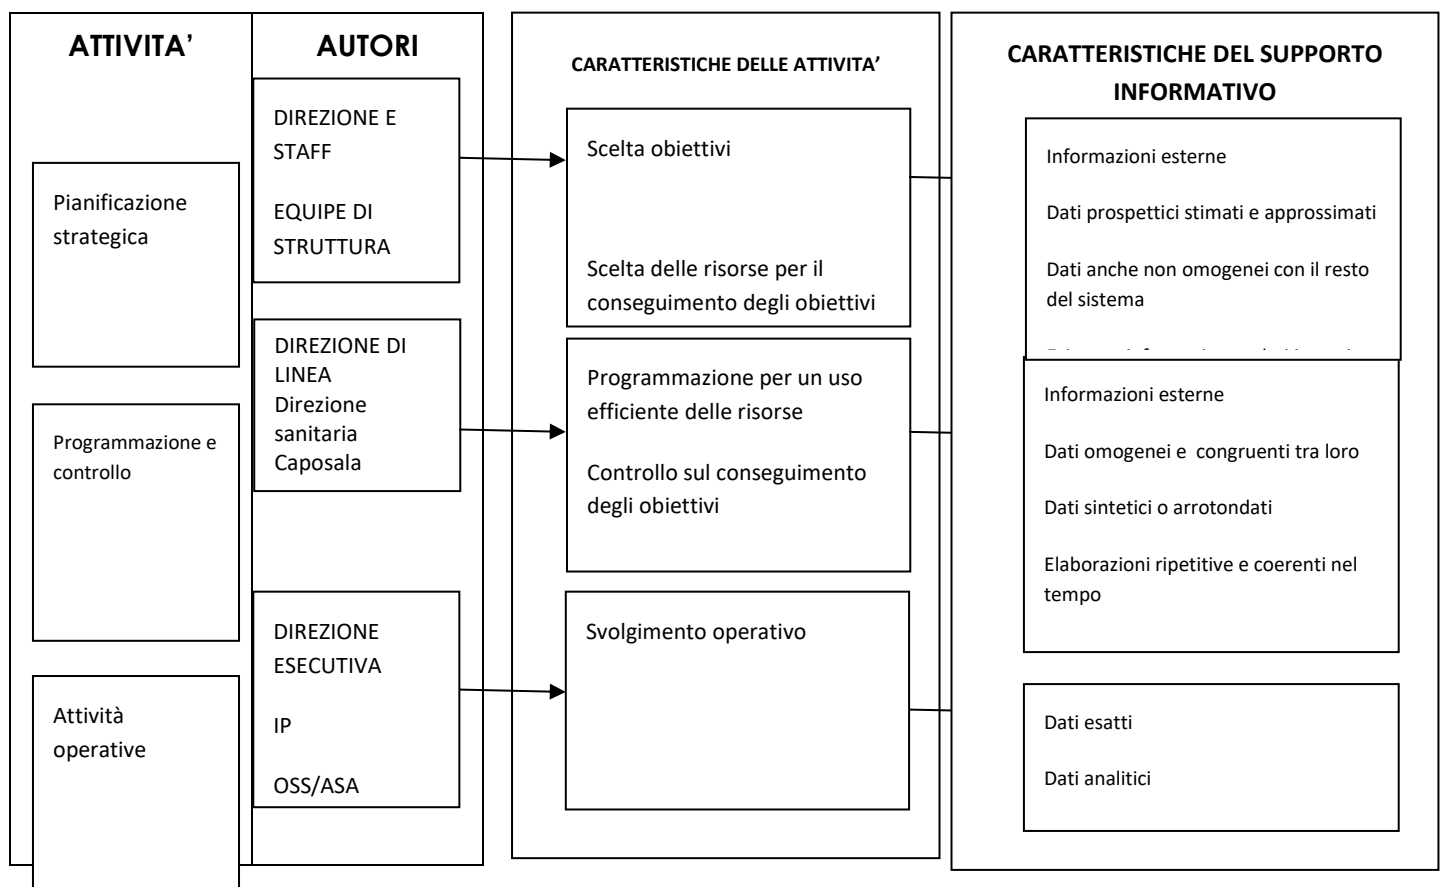 ATTIVITA’
Pianificazione
strategica
Programmazione e
controllo
Attività
operative
AUTORI
DIREZIONE E
STAFF
EQUIPE DI
STRUTTURA
DIREZIONE DI
LINEA
Direzione
sanitaria
Caposala
DIREZIONE
ESECUTIVA
IP
OSS/ASA
CARATTERISTICHE DELLE ATTIVITA’
Scelta obiettivi
Scelta delle risorse per il
conseguimento degli obiettivi
Programmazione per un uso
efficiente delle risorse
Controllo sul conseguimento
degli obiettivi
Svolgimento operativo
CARATTERISTICHE DEL SUPPORTO
INFORMATIVO
Informazioni esterne
Dati prospettici stimati e approssimati
Dati anche non omogenei con il resto
del sistema
Informazioni esterne
Dati omogenei e  congruenti tra loro
Dati sintetici o arrotondati
Elaborazioni ripetitive e coerenti nel
tempo
Dati esatti
Dati analitici